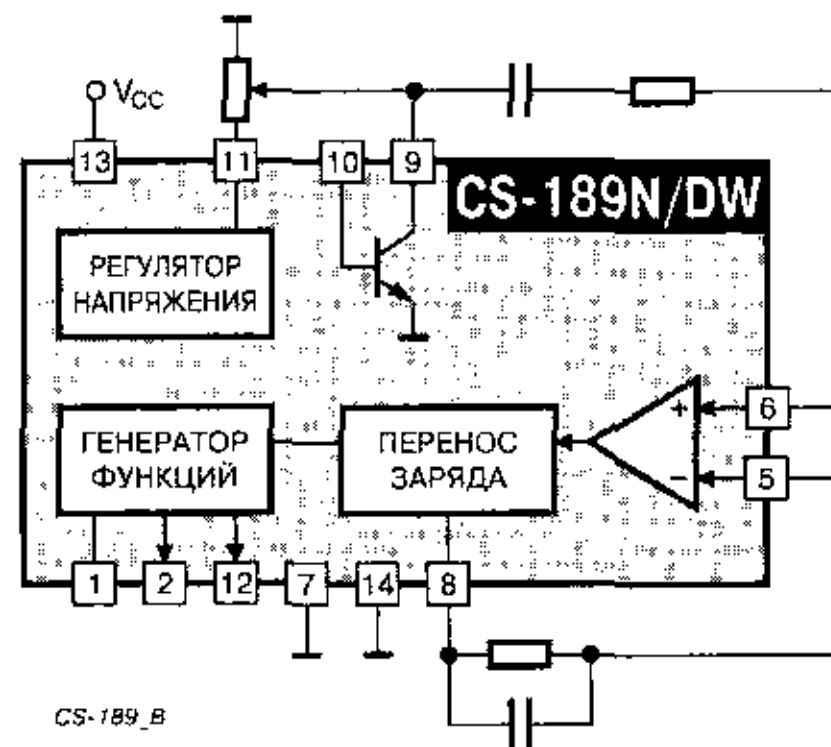 V_CC
13
11
10
9
CS-189N/DW
РЕГУЛЯТОР
НАПРЯЖЕНИЯ
+
6
ГЕНЕРАТОР
ФУНКЦИЙ
ПЕРЕНОС
ЗАРЯДА
–
5
1
2
12
7
14
8
CS-189_B